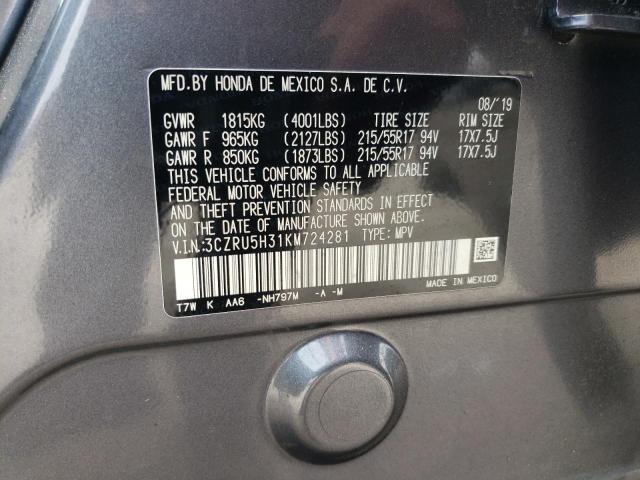 MFD.BY HONDA DE MEXICO S.A. DE C.V.
08/'19
GVWR 1815KG (4001LBS) TIRE SIZE RIM SIZE
GAWR F 965KG (2127LBS) 215/55R17 94V 17X7.5J
GAWR R 850KG (1873LBS) 215/55R17 94V 17X7.5J
THIS VEHICLE CONFORMS TO ALL APPLICABLE
FEDERAL MOTOR VEHICLE SAFETY
AND THEFT PREVENTION STANDARDS IN EFFECT
ON THE DATE OF MANUFACTURE SHOWN ABOVE.
V.I.N.:3CZRU5H31KM724281 TYPE: MPV
T7W K AA6 -NH797M -A -M MADE IN MEXICO